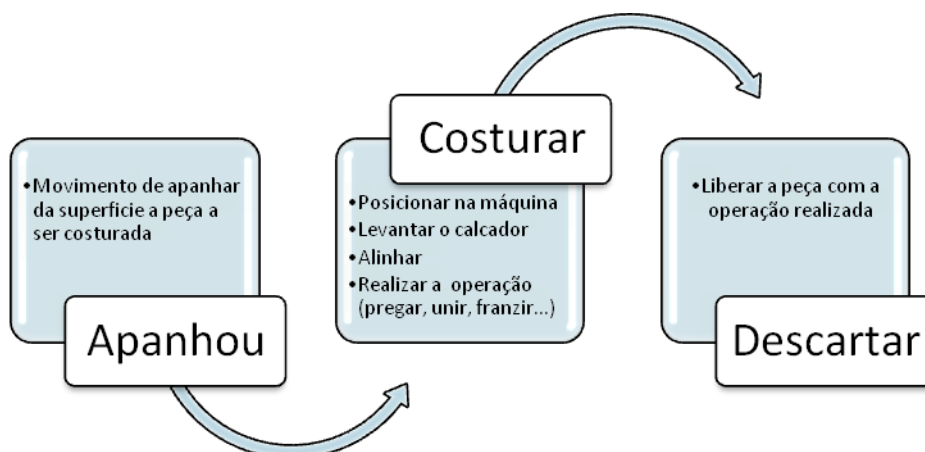 •Movimento de apanhar
da superficie a peça a
ser costurada
Apanhou
Costurar
•Posicionar na máquina
•Levantar o calcador
•Alinhar
•Realizar a operação
(pregar, unir, franzir...)
•Liberar a peça com a
operação realizada
Descartar